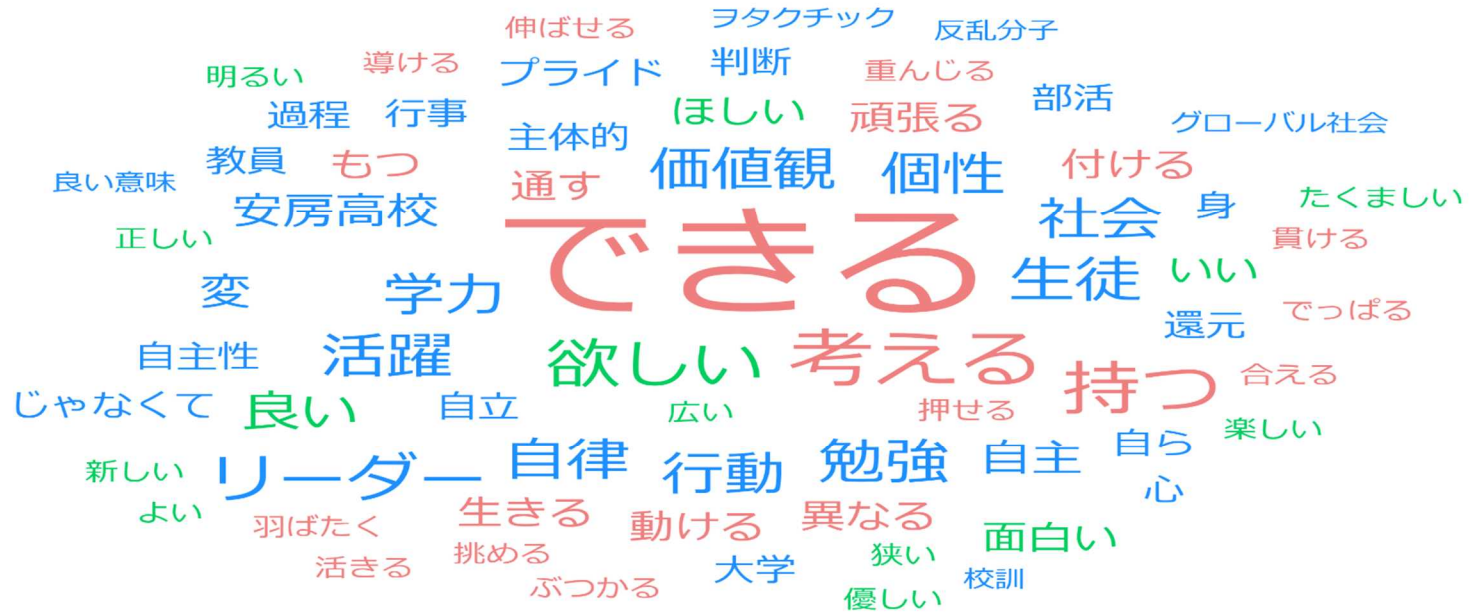 伸ばせる ヲタクチック 反乱分子
明るい 導ける プライド 判断 重んじる 部活
過程 行事 主体的 ほしい 頑張る グローバル社会
良い意味 教員 もつ 通す 価値観 個性 付ける
安房高校 社会 身 たくましい
正しい できる 貫ける
変 学力 生徒 いい
自主性 活躍 欲しい 考える 還元 でっぱる
じゃなくて 良い 自立 広い 押せる 持つ 合える
新しい リーダー 自律 行動 勉強 自主 自ら 楽しい
よい 羽ばたく 生きる 動ける 異なる 心
活きる 挑める 大学 狭い 面白い
ぶつかる 優しい 校訓